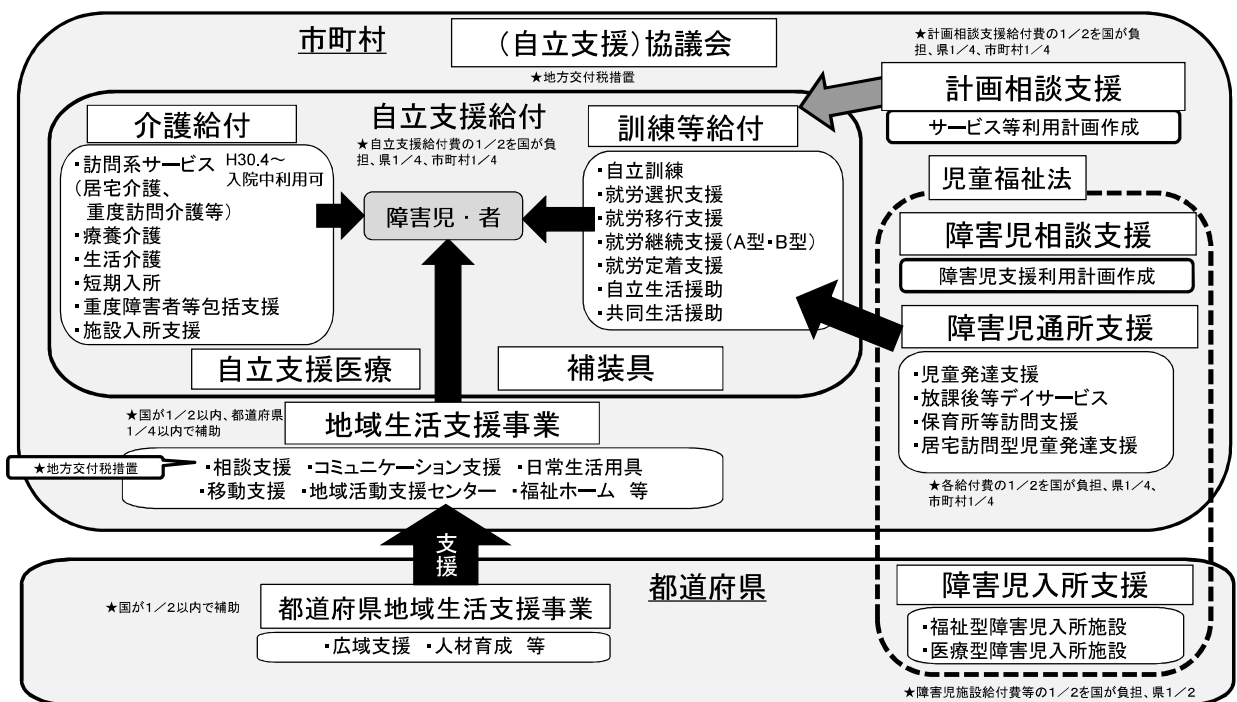 市町村
(自立支援)協議会
★地方交付税措置
★計画相談支援給付費の1/2を国が負
担、県1/4、市町村1/4
計画相談支援
サービス等利用計画作成
介護給付
・訪問系サービス
H30.4～
入院中利用可
(居宅介護、
重度訪問介護等)
・療養介護
・生活介護
・短期入所
・重度障害者等包括支援
・施設入所支援
自立支援給付
★自立支援給付費の1/2を国が負
担、県1/4、市町村1/4
障害児・者
訓練等給付
・自立訓練
・就労選択支援
・就労移行支援
・就労継続支援(A型・B型)
・就労定着支援
・自立生活援助
・共同生活援助
自立支援医療
補装具
児童福祉法
障害児相談支援
障害児支援利用計画作成
障害児通所支援
・児童発達支援
・放課後等デイサービス
・保育所等訪問支援
・居宅訪問型児童発達支援
★各給付費の1/2を国が負担、県1/4、
市町村1/4
★国が1/2以内、都道府県
1/4以内で補助
地域生活支援事業
★地方交付税措置
・相談支援 ・コミュニケーション支援 ・日常生活用具
・移動支援 ・地域活動支援センター ・福祉ホーム 等
支援
都道府県
★国が1/2以内で補助
都道府県地域生活支援事業
・広域支援 ・人材育成 等
障害児入所支援
・福祉型障害児入所施設
・医療型障害児入所施設
★障害児施設給付費等の1/2を国が負担、県1/2